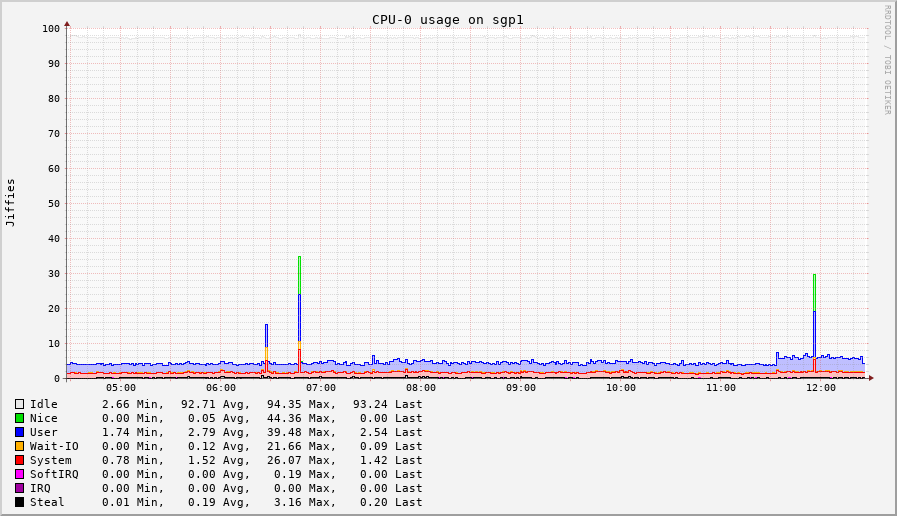 CPU-0 usage on sgp1
RRDTOOL / TOBI OETIKER
Jiffies
100
90
80
70
60
50
40
30
20
10
0
05:00 06:00 07:00 08:00 09:00 10:00 11:00 12:00
Idle 2.66 Min, 92.71 Avg, 94.35 Max, 93.24 Last
Nice 0.00 Min, 0.05 Avg, 44.36 Max, 0.00 Last
User 1.74 Min, 2.79 Avg, 39.48 Max, 2.54 Last
Wait-IO 0.00 Min, 0.12 Avg, 21.66 Max, 0.09 Last
System 0.78 Min, 1.52 Avg, 26.07 Max, 1.42 Last
SoftIRQ 0.00 Min, 0.00 Avg, 0.19 Max, 0.00 Last
IRQ 0.00 Min, 0.00 Avg, 0.00 Max, 0.00 Last
Steal 0.01 Min, 0.19 Avg, 3.16 Max, 0.20 Last